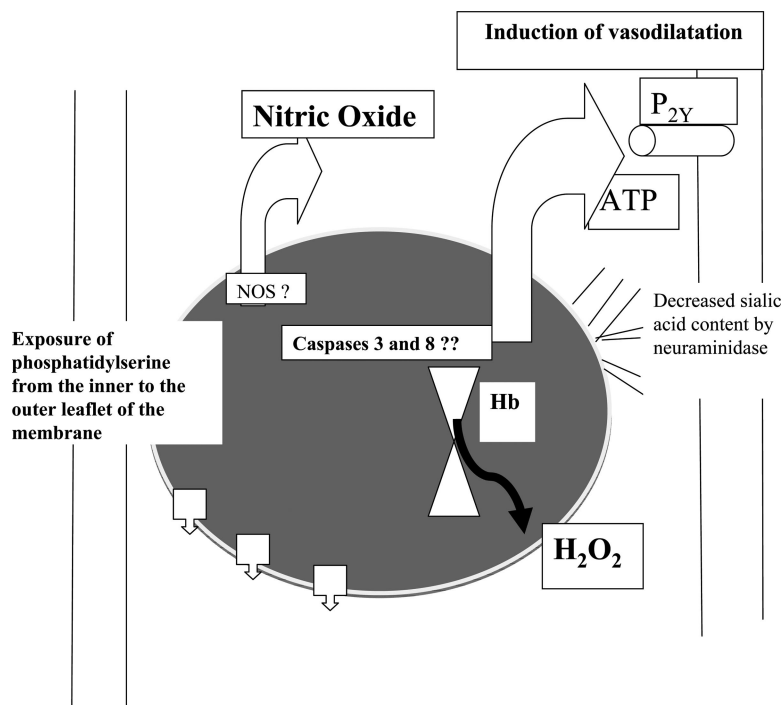 Induction of vasodilatation
P2Y
Nitric Oxide
ATP
NOS ?
Decreased sialic
acid content by
neuraminidase
Exposure of
phosphatidylserine
from the inner to the
outer leaflet of the
membrane
Caspases 3 and 8 ??
Hb
H2O2